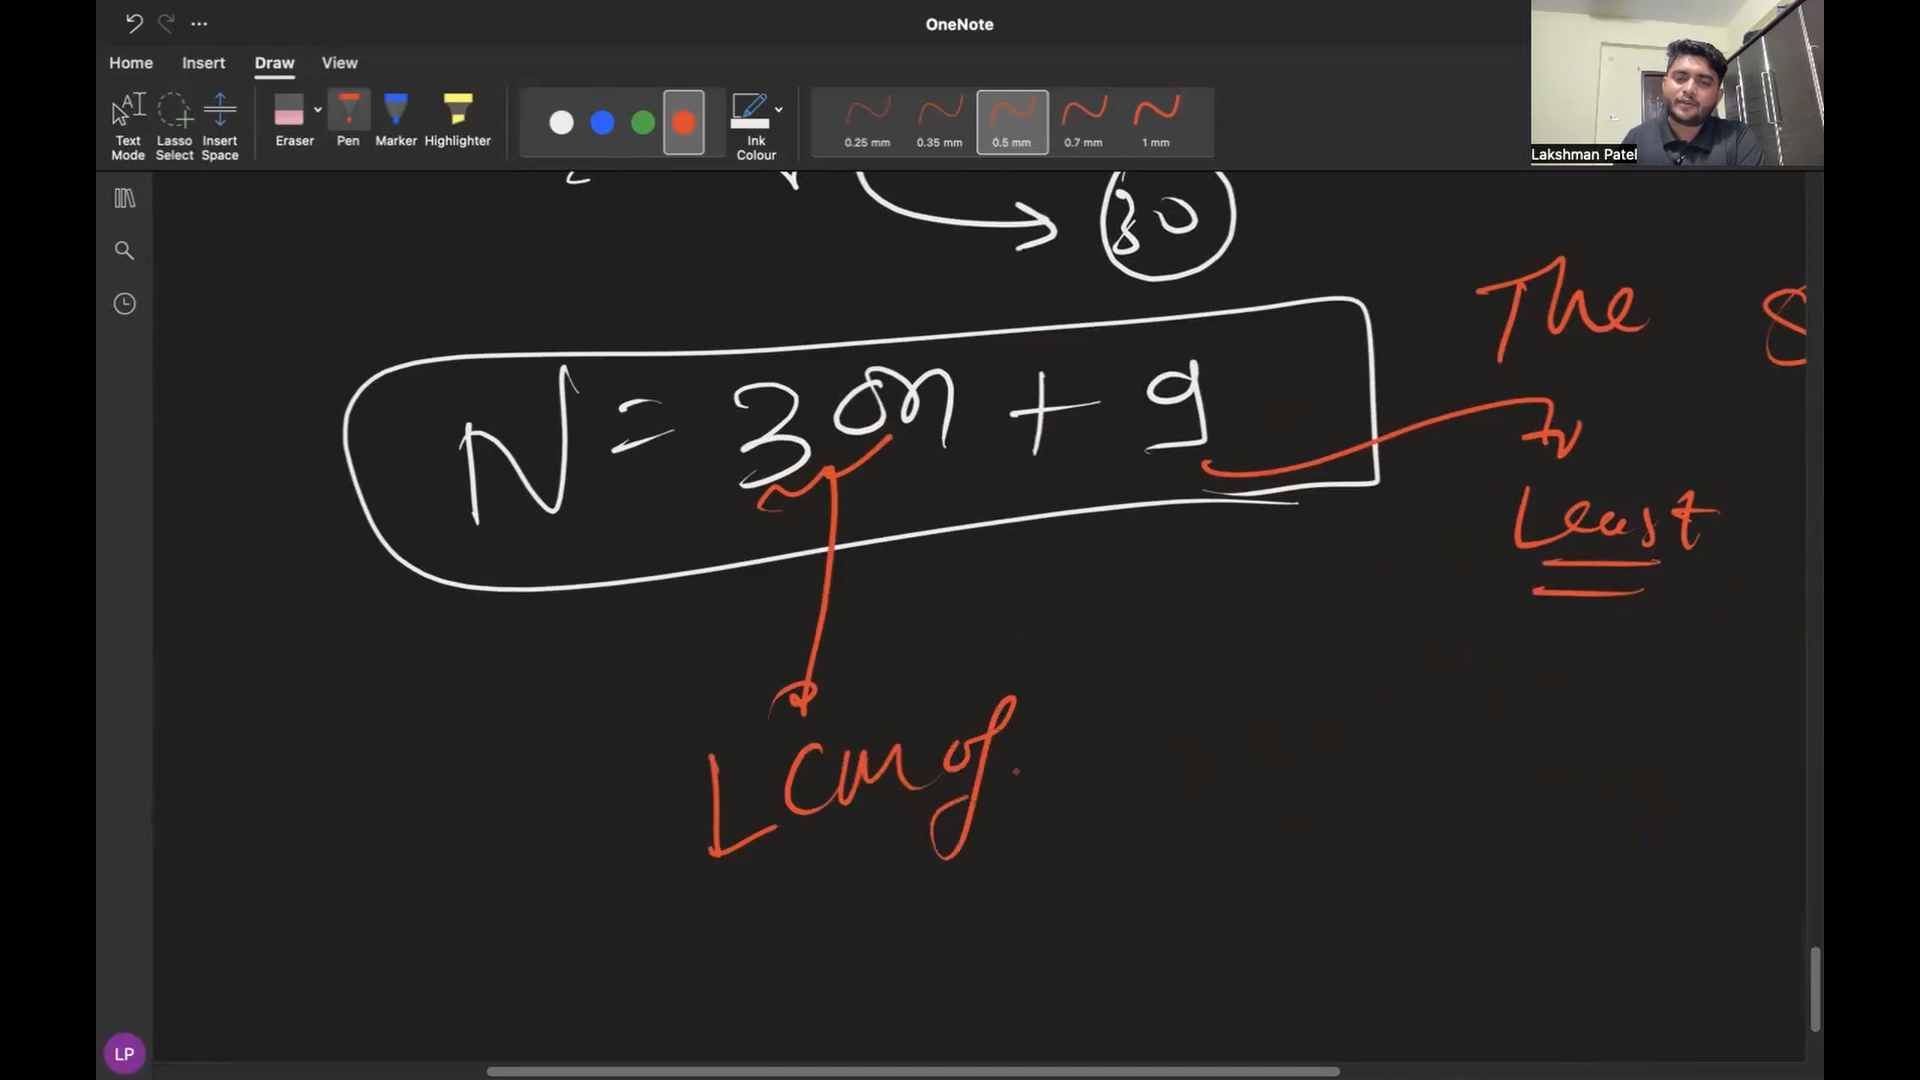 OneNote
Home Insert Draw View
Text Mode
Lasso Select
Insert Space
Eraser
Pen
Marker
Highlighter
Ink Colour
0.25 mm
0.35 mm
0.5 mm
0.7 mm
1 mm
Lakshman Patel
30
The S
N = 30n + 9
Least
LCM of
LP